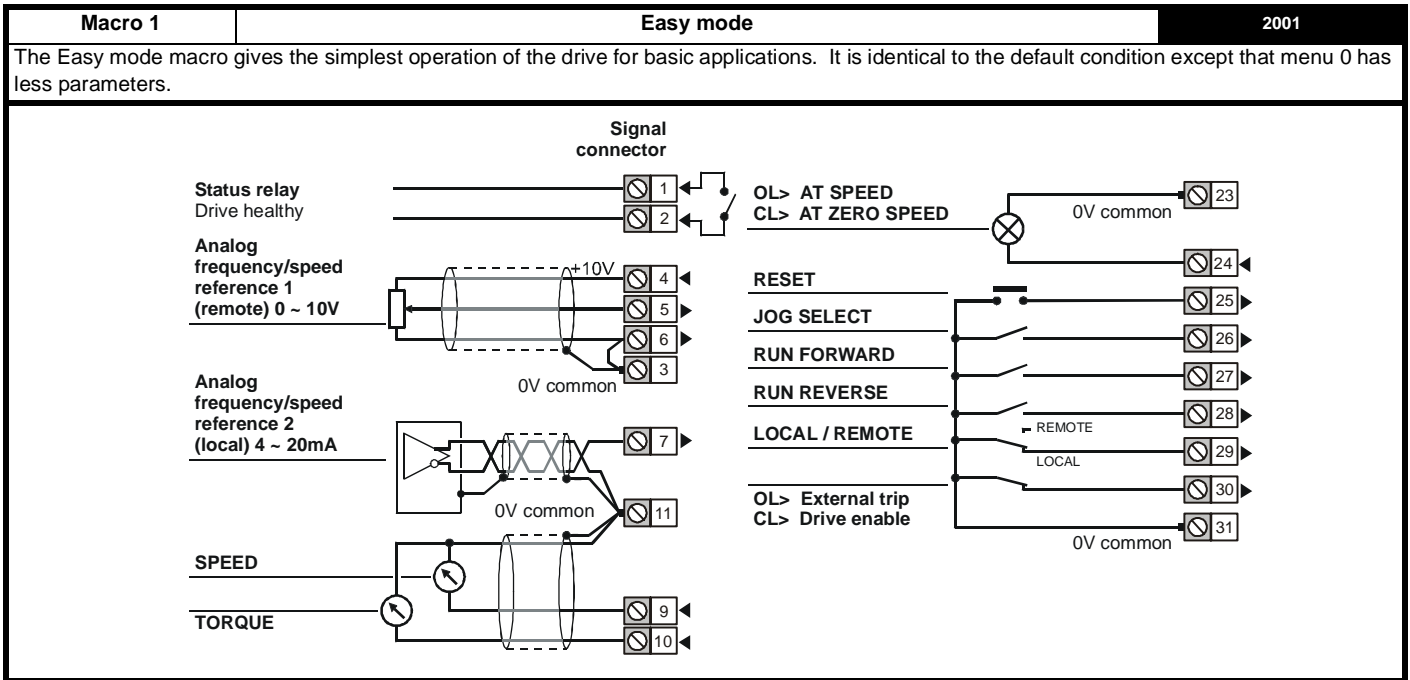 Macro 1
Easy mode
2001
The Easy mode macro gives the simplest operation of the drive for basic applications. It is identical to the default condition except that menu 0 has
less parameters.
Signal
connector
Status relay
Drive healthy
1
2
Analog
frequency/speed
reference 1
(remote) 0 ~ 10V
+10V
4
5
6
3
0V common
Analog
frequency/speed
reference 2
(local) 4 ~ 20mA
7
0V common
11
SPEED
TORQUE
9
10
OL> AT SPEED
CL> AT ZERO SPEED
0V common
23
24
RESET
25
JOG SELECT
26
RUN FORWARD
27
RUN REVERSE
28
LOCAL / REMOTE
REMOTE
LOCAL
29
30
OL> External trip
CL> Drive enable
0V common
31